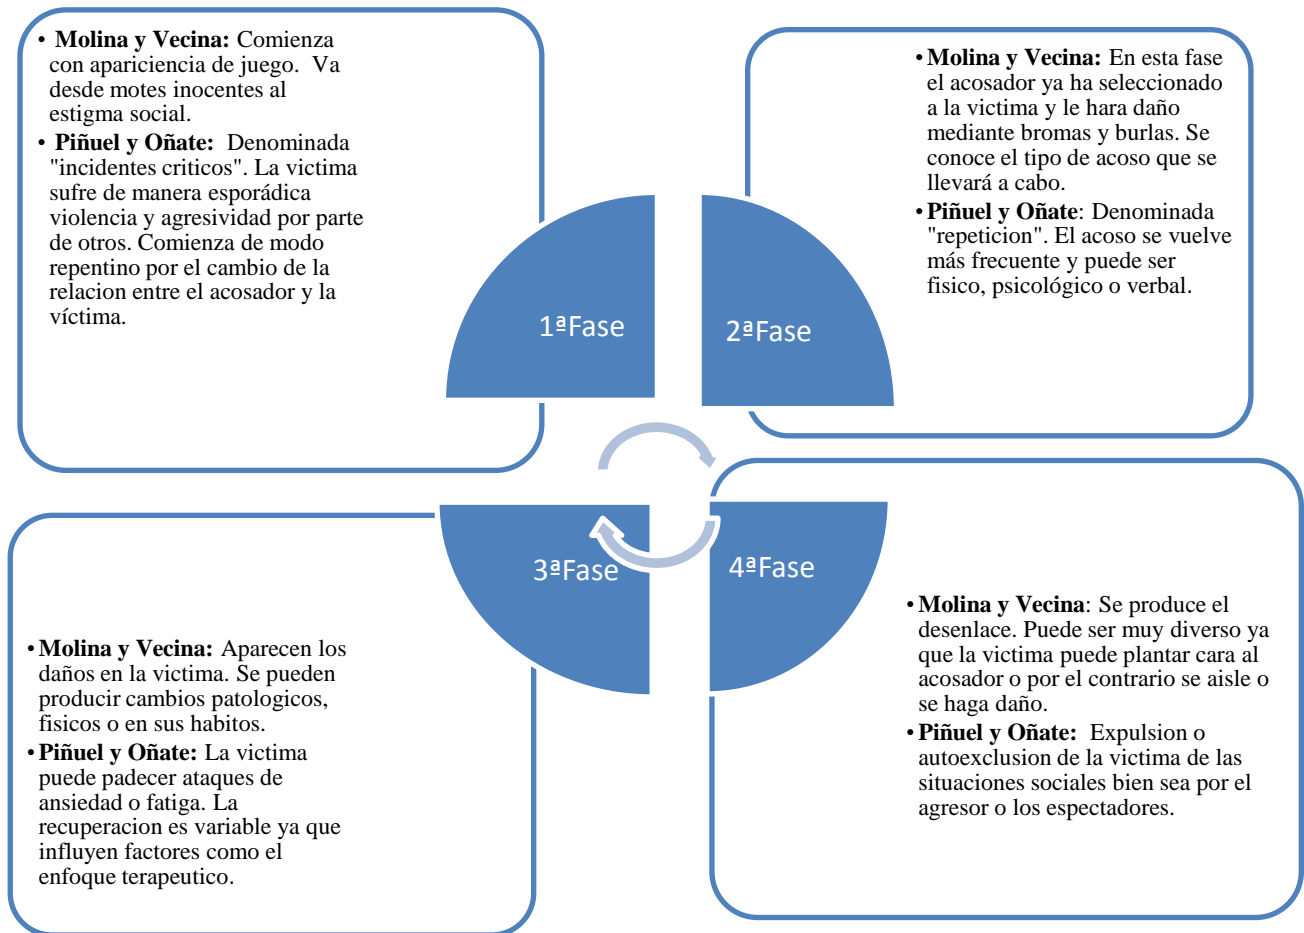 • Molina y Vecina: Comienza
con apariciencia de juego. Va
desde motes inocentes al
estigma social.
• Piñuel y Oñate: Denominada
"incidentes criticos". La victima
sufre de manera esporádica
violencia y agresividad por parte
de otros. Comienza de modo
repentino por el cambio de la
relacion entre el acosador y la
víctima.
1ªFase
• Molina y Vecina: En esta fase
el acosador ya ha seleccionado
a la victima y le hara daño
mediante bromas y burlas. Se
conoce el tipo de acoso que se
llevará a cabo.
• Piñuel y Oñate: Denominada
"repeticion". El acoso se vuelve
más frecuente y puede ser
fisico, psicológico o verbal.
2ªFase
3ªFase
• Molina y Vecina: Aparecen los
daños en la victima. Se pueden
producir cambios patologicos,
fisicos o en sus habitos.
• Piñuel y Oñate: La victima
puede padecer ataques de
ansiedad o fatiga. La
recuperacion es variable ya que
influyen factores como el
enfoque terapeutico.
4ªFase
• Molina y Vecina: Se produce el
desenlace. Puede ser muy diverso ya
que la victima puede plantar cara al
acosador o por el contrario se aisle o
se haga daño.
• Piñuel y Oñate: Expulsion o
autoexclusion de la victima de las
situaciones sociales bien sea por el
agresor o los espectadores.